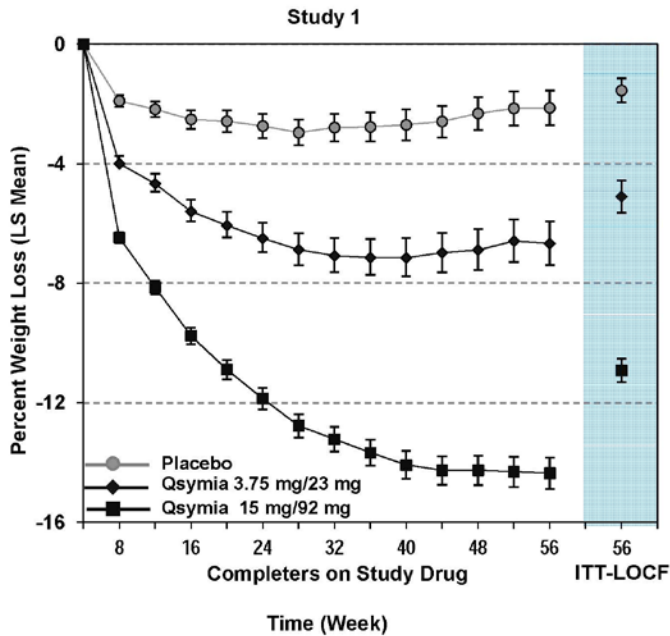 Study 1
Percent Weight Loss (LS Mean)
0
-4
-8
-12
-16
Placebo
Qsymia 3.75 mg/23 mg
Qsymia 15 mg/92 mg
8 16 24 32 40 48 56 56
Completers on Study Drug ITT-LOCF
Time (Week)